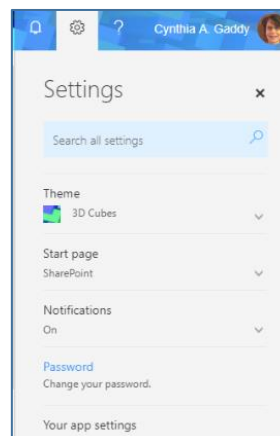 ? Cynthia A. Gaddy
Settings x
Search all settings
Theme
3D Cubes
Start page
SharePoint
Notifications
On
Password
Change your password.
Your app settings